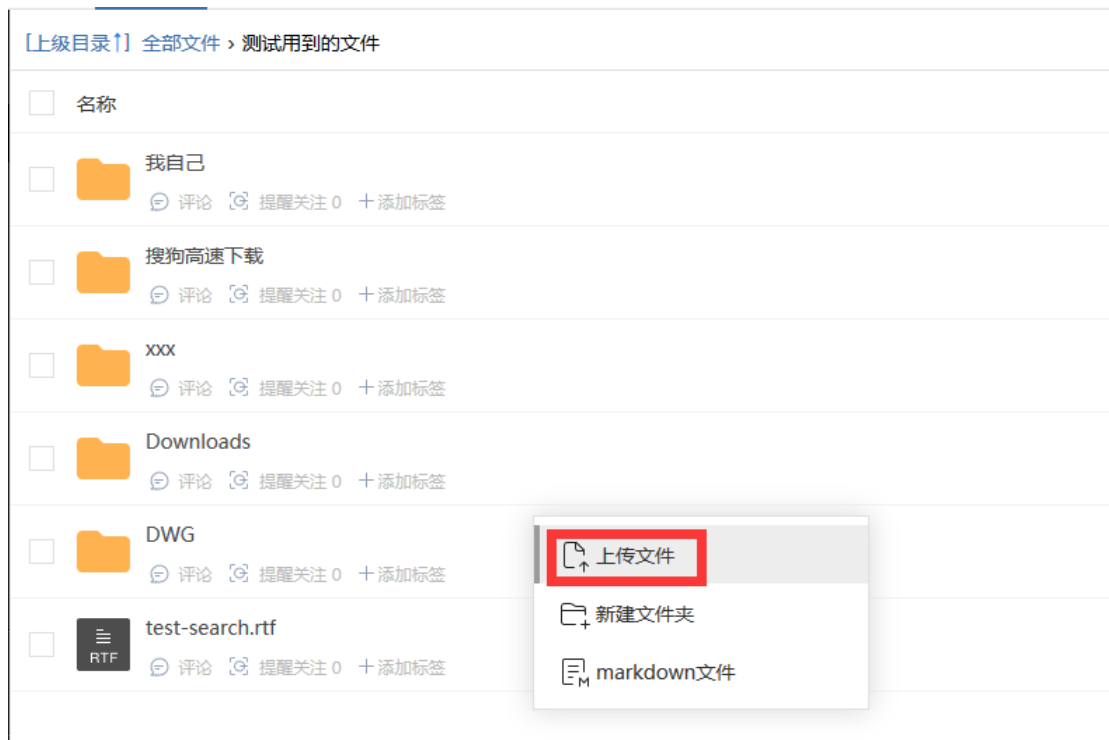 [上级目录↑] 全部文件 › 测试用到的文件
名称
我自己
评论 提醒关注 0 +添加标签
搜狗高速下载
评论 提醒关注 0 +添加标签
xxx
评论 提醒关注 0 +添加标签
Downloads
评论 提醒关注 0 +添加标签
DWG
评论 提醒关注 0 +添加标签
test-search.rtf
RTF
评论 提醒关注 0 +添加标签
上传文件
新建文件夹
markdown文件